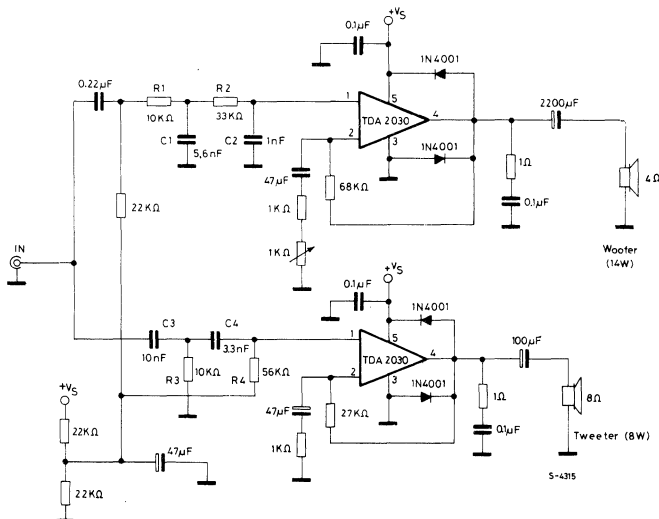 +VS
0.1µF
1N4001
0.22µF
R1
R2
2200µF
10KΩ
33KΩ
1
5
4
TDA 2030
C1
C2
1nF
2
3
5,6nF
1N4001
1Ω
4Ω
47µF
68KΩ
0.1µF
22KΩ
1KΩ
Woofer
(14W)
1KΩ
IN
+VS
0.1µF
1N4001
C3
C4
100µF
10nF
3.3nF
1
5
4
TDA 2030
R3
10KΩ
R4
56KΩ
2
3
1N4001
1Ω
8Ω
+VS
47µF
27KΩ
0.1µF
Tweeter (8W)
22KΩ
47µF
1KΩ
S-4315
22KΩ